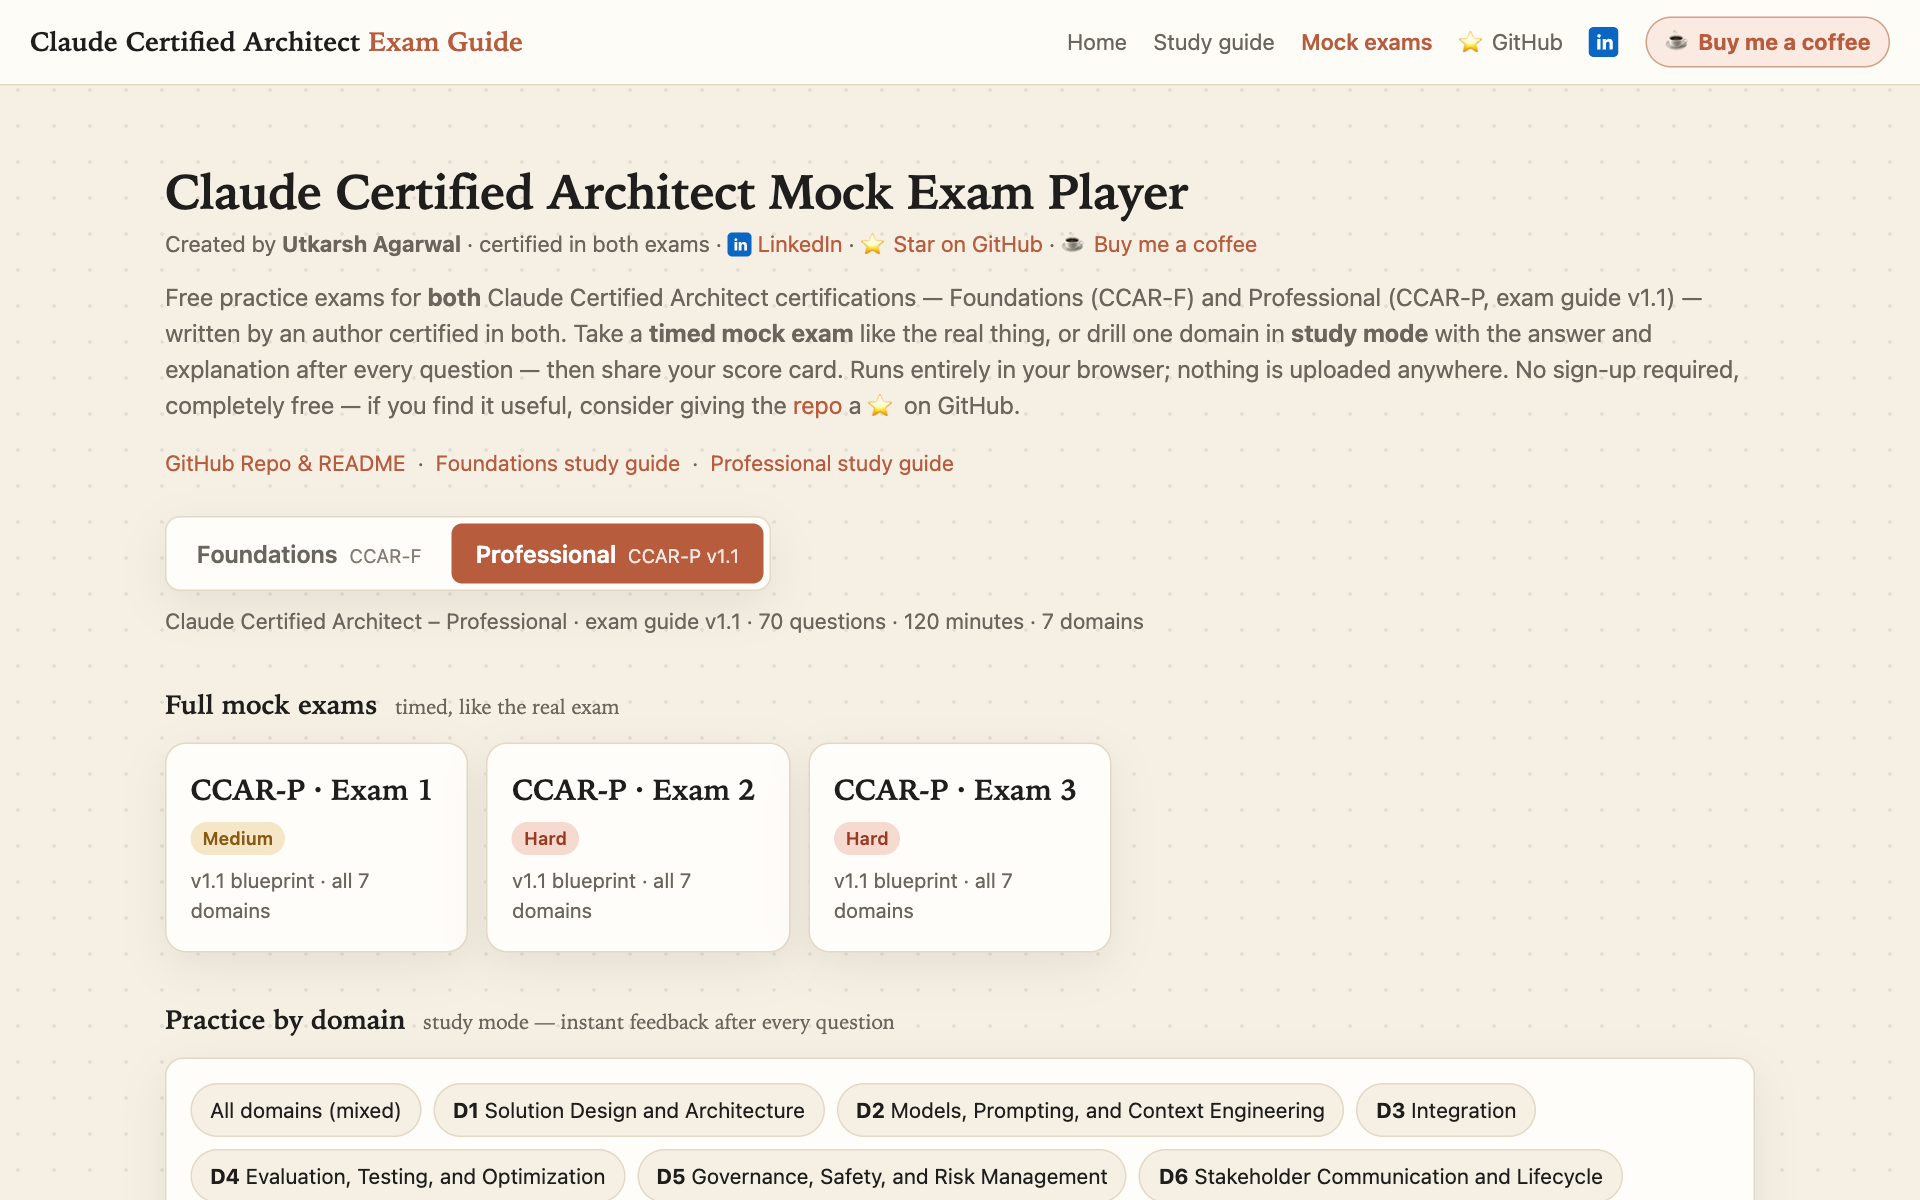 Claude Certified Architect Exam Guide
Home Study guide Mock exams ⭐ GitHub in ☕ Buy me a coffee
Claude Certified Architect Mock Exam Player
Created by Utkarsh Agarwal · certified in both exams · in LinkedIn · ⭐ Star on GitHub · ☕ Buy me a coffee
Free practice exams for both Claude Certified Architect certifications — Foundations (CCAR-F) and Professional (CCAR-P, exam guide v1.1) —
written by an author certified in both. Take a timed mock exam like the real thing, or drill one domain in study mode with the answer and
explanation after every question — then share your score card. Runs entirely in your browser; nothing is uploaded anywhere. No sign-up required,
completely free — if you find it useful, consider giving the repo a ⭐ on GitHub.
GitHub Repo & README · Foundations study guide · Professional study guide
Foundations CCAR-F Professional CCAR-P v1.1
Claude Certified Architect – Professional · exam guide v1.1 · 70 questions · 120 minutes · 7 domains
Full mock exams timed, like the real exam
CCAR-P · Exam 1
Medium
v1.1 blueprint · all 7
domains
CCAR-P · Exam 2
Hard
v1.1 blueprint · all 7
domains
CCAR-P · Exam 3
Hard
v1.1 blueprint · all 7
domains
Practice by domain study mode — instant feedback after every question
All domains (mixed) D1 Solution Design and Architecture D2 Models, Prompting, and Context Engineering D3 Integration
D4 Evaluation, Testing, and Optimization D5 Governance, Safety, and Risk Management D6 Stakeholder Communication and Lifecycle